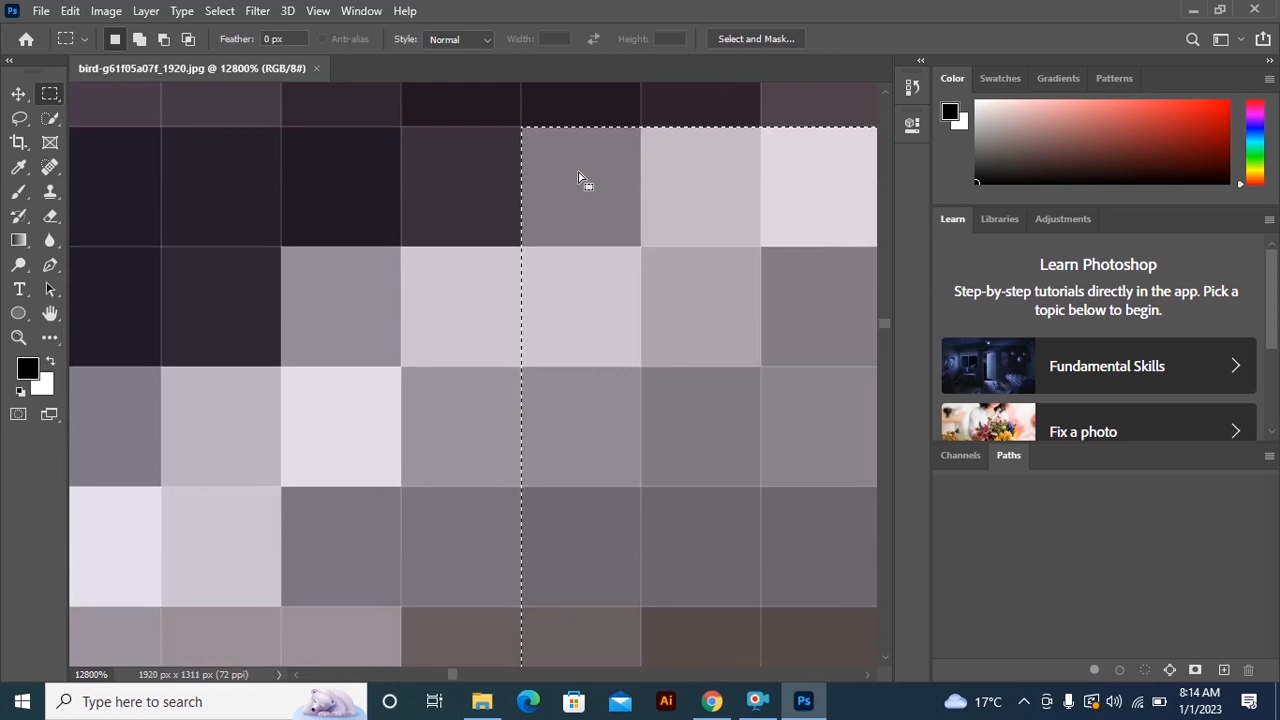 Ps File Edit Image Layer Type Select Filter 3D View Window Help
Feather: 0 px Anti-alias Style: Normal Width: Height: Select and Mask...
bird-g61f05a07f_1920.jpg @ 12800% (RGB/8#) ×
Color Swatches Gradients Patterns
Learn Libraries Adjustments
Learn Photoshop
Step-by-step tutorials directly in the app. Pick a
topic below to begin.
Fundamental Skills
Fix a photo
Channels Paths
12800% 1920 px x 1311 px (72 ppi)
Type here to search
Ai Ps 17°C
8:14 AM
1/1/2023